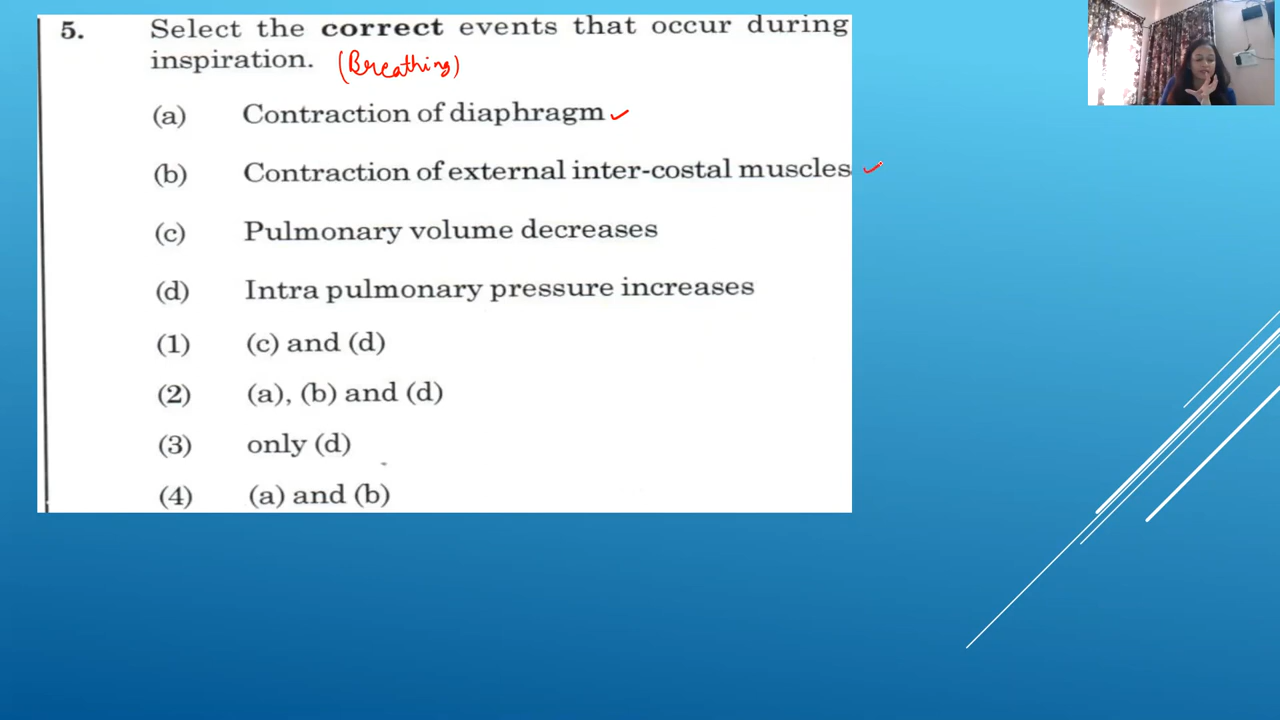 5. Select the correct events that occur during
inspiration. (Breathing)
(a) Contraction of diaphragm ✓
(b) Contraction of external inter-costal muscles ✓
(c) Pulmonary volume decreases
(d) Intra pulmonary pressure increases
(1) (c) and (d)
(2) (a), (b) and (d)
(3) only (d)
(4) (a) and (b)